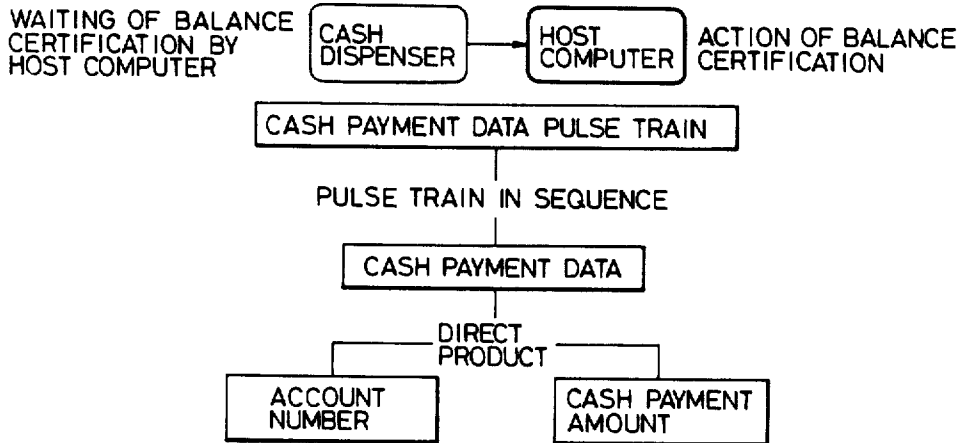 WAITING OF BALANCE
CERTIFICATION BY
HOST COMPUTER
CASH
DISPENSER
HOST
COMPUTER
ACTION OF BALANCE
CERTIFICATION
CASH PAYMENT DATA PULSE TRAIN
PULSE TRAIN IN SEQUENCE
CASH PAYMENT DATA
DIRECT
PRODUCT
ACCOUNT
NUMBER
CASH PAYMENT
AMOUNT